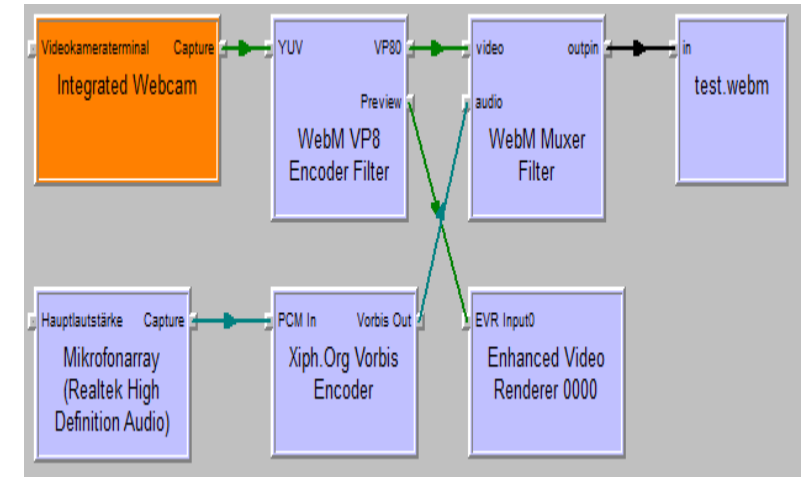 Videokameraterminal Capture
Integrated Webcam
YUV VP80
Preview
WebM VP8
Encoder Filter
video outpin
audio
WebM Muxer
Filter
in
test.webm
Hauptlautstärke Capture
Mikrofonarray
(Realtek High
Definition Audio)
PCM In Vorbis Out
Xiph.Org Vorbis
Encoder
EVR Input0
Enhanced Video
Renderer 0000